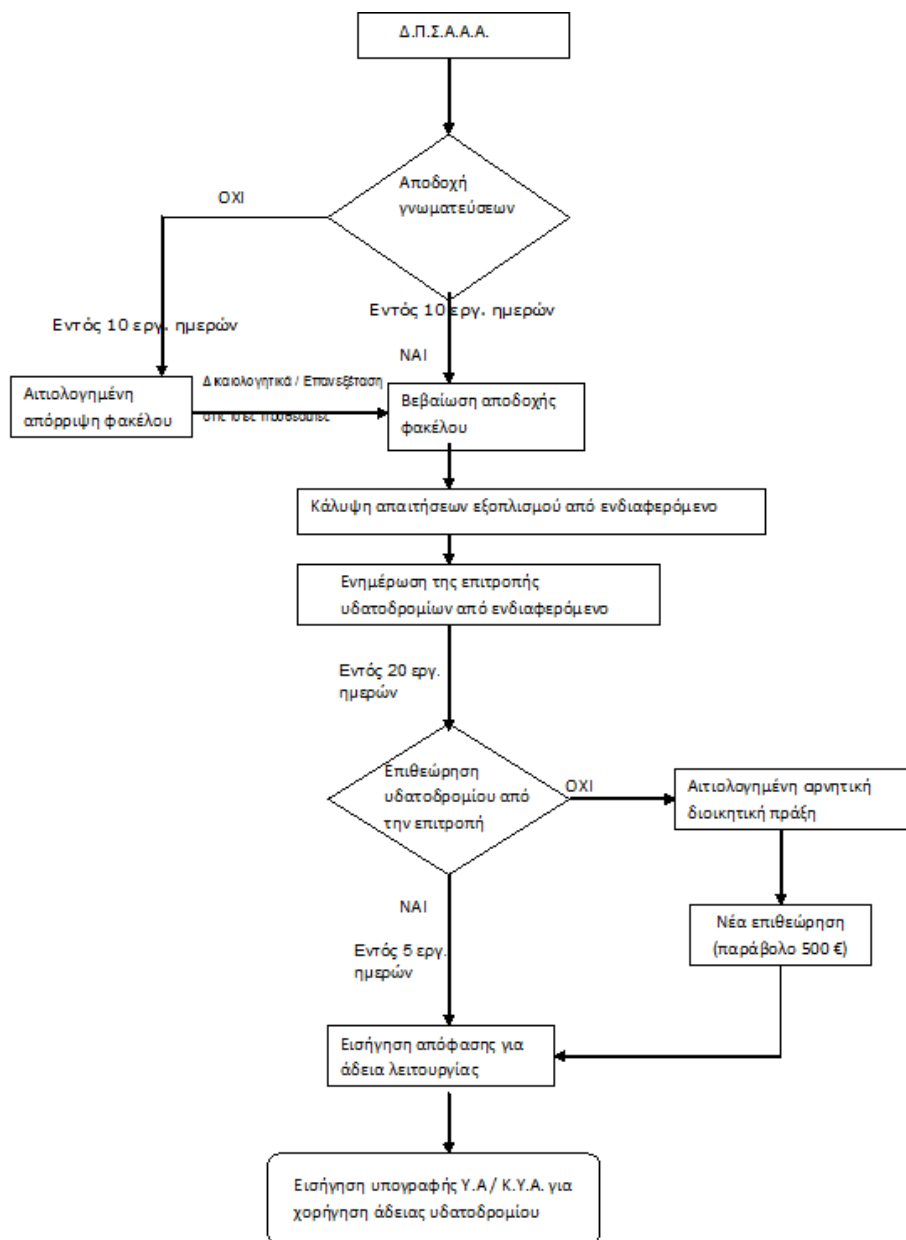 Δ.Π.Σ.Α.Α.Α.
Αποδοχή
γνωματεύσεων
ΟΧΙ
Εντός 10 εργ. ημερών
Εντός 10 εργ. ημερών
ΝΑΙ
Αιτιολογημένη
απόρριψη φακέλου
Δικαιολογητικά / Επανεξέταση
στις ίδιες προθεσμίες
Βεβαίωση αποδοχής
φακέλου
Κάλυψη απαιτήσεων εξοπλισμού από ενδιαφερόμενο
Ενημέρωση της επιτροπής
υδατοδρομίων από ενδιαφερόμενο
Εντός 20 εργ.
ημερών
Επιθεώρηση
υδατοδρομίου από
την επιτροπή
ΟΧΙ
Αιτιολογημένη αρνητική
διοικητική πράξη
ΝΑΙ
Νέα επιθεώρηση
(παράβολο 500 €)
Εντός 5 εργ.
ημερών
Εισήγηση απόφασης για
άδεια λειτουργίας
Εισήγηση υπογραφής Υ.Α / Κ.Υ.Α. για
χορήγηση άδειας υδατοδρομίου